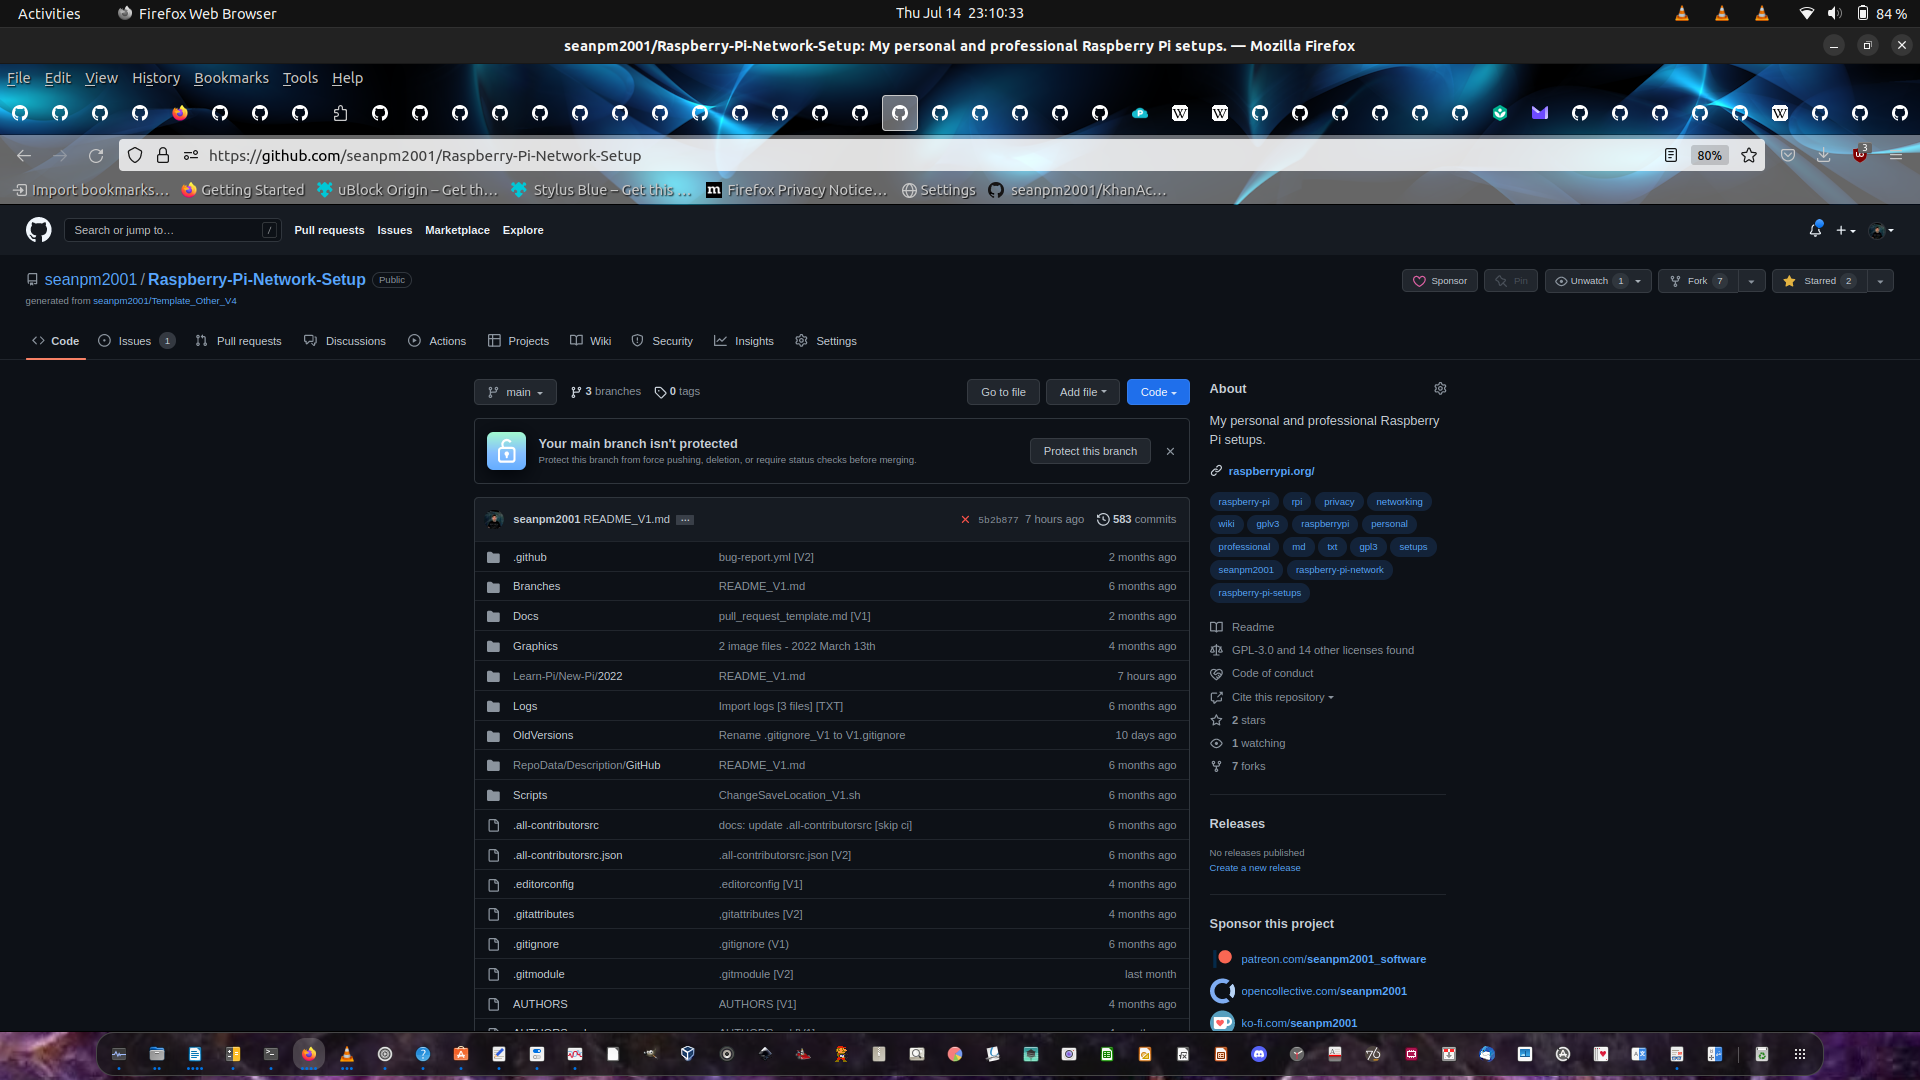 Activities
Firefox Web Browser
Thu Jul 14 23:10:33
84 %
seanpm2001/Raspberry-Pi-Network-Setup: My personal and professional Raspberry Pi setups. — Mozilla Firefox
File Edit View History Bookmarks Tools Help
https://github.com/seanpm2001/Raspberry-Pi-Network-Setup
80%
3
Import bookmarks… Getting Started uBlock Origin – Get th… Stylus Blue – Get this … Firefox Privacy Notice… Settings seanpm2001/KhanAc…
Search or jump to… /
Pull requests Issues Marketplace Explore
seanpm2001 / Raspberry-Pi-Network-Setup Public
generated from seanpm2001/Template_Other_V4
Sponsor Pin Unwatch 1 Fork 7 Starred 2
Code Issues 1 Pull requests Discussions Actions Projects Wiki Security Insights Settings
main 3 branches 0 tags Go to file Add file Code
Your main branch isn't protected
Protect this branch from force pushing, deletion, or require status checks before merging.
Protect this branch
seanpm2001 README_V1.md … 5b2b877 7 hours ago 583 commits
.github bug-report.yml [V2] 2 months ago
Branches README_V1.md 6 months ago
Docs pull_request_template.md [V1] 2 months ago
Graphics 2 image files - 2022 March 13th 4 months ago
Learn-Pi/New-Pi/2022 README_V1.md 7 hours ago
Logs Import logs [3 files] [TXT] 6 months ago
OldVersions Rename .gitignore_V1 to V1.gitignore 10 days ago
RepoData/Description/GitHub README_V1.md 6 months ago
Scripts ChangeSaveLocation_V1.sh 6 months ago
.all-contributorsrc docs: update .all-contributorsrc [skip ci] 6 months ago
.all-contributorsrc.json .all-contributorsrc.json [V2] 6 months ago
.editorconfig .editorconfig [V1] 4 months ago
.gitattributes ,gitattributes [V2] 4 months ago
.gitignore .gitignore (V1) 6 months ago
.gitmodule .gitmodule [V2] last month
AUTHORS AUTHORS [V1] 4 months ago
About
My personal and professional Raspberry
Pi setups.
raspberrypi.org/
raspberry-pi rpi privacy networking
wiki gplv3 raspberrypi personal
professional md txt gpl3 setups
seanpm2001 raspberry-pi-network
raspberry-pi-setups
Readme
GPL-3.0 and 14 other licenses found
Code of conduct
Cite this repository
2 stars
1 watching
7 forks
Releases
No releases published
Create a new release
Sponsor this project
patreon.com/seanpm2001_software
opencollective.com/seanpm2001
ko-fi.com/seanpm2001